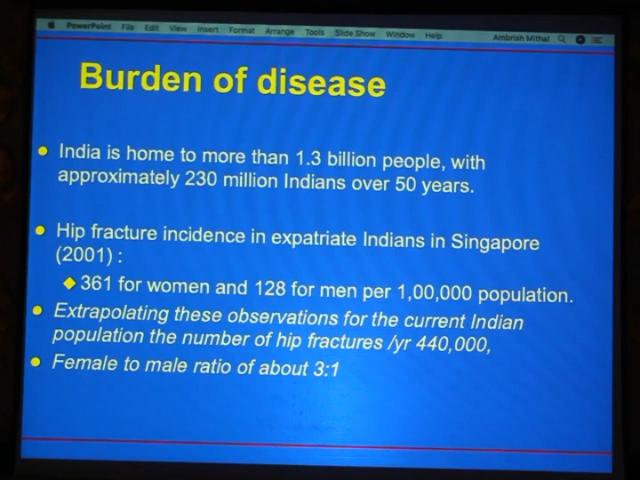 PowerPoint File Edit View Insert Format Arrange Tools Slide Show Window Help Ambrish Mithal
Burden of disease
India is home to more than 1.3 billion people, with
approximately 230 million Indians over 50 years.
Hip fracture incidence in expatriate Indians in Singapore
(2001) :
361 for women and 128 for men per 1,00,000 population.
Extrapolating these observations for the current Indian
population the number of hip fractures /yr 440,000,
Female to male ratio of about 3:1